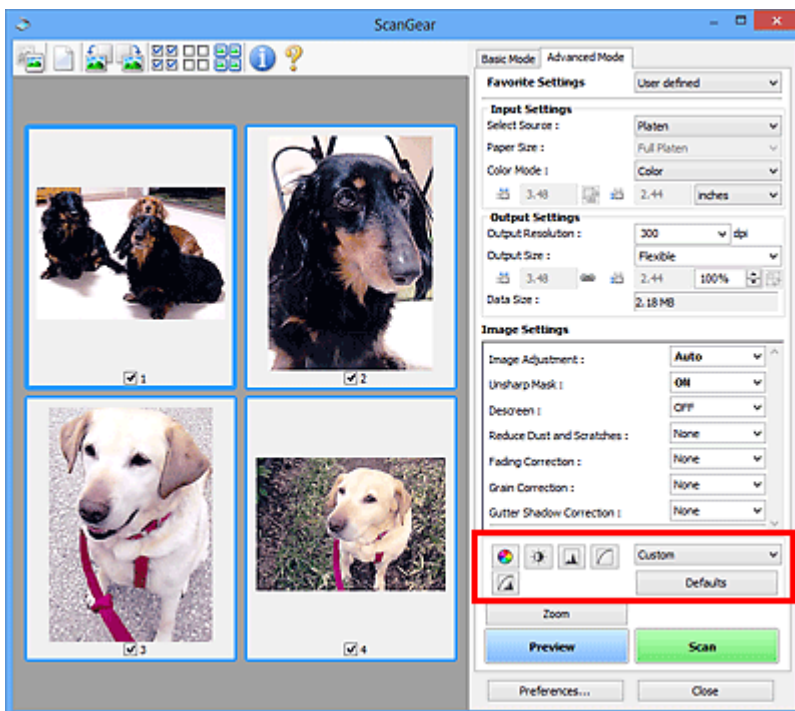 ScanGear
Basic Mode Advanced Mode
Favorite Settings User defined
Input Settings
Select Source : Platen
Paper Size : Full Platen
Color Mode : Color
3.48 2.44 inches
Output Settings
Output Resolution : 300 dpi
Output Size : Flexible
3.48 2.44 100%
Data Size : 2.18 MB
Image Settings
Image Adjustment : Auto
Unsharp Mask : ON
Descreen : OFF
Reduce Dust and Scratches : None
Fading Correction : None
Grain Correction : None
Gutter Shadow Correction : None
Custom
Defaults
Zoom
Preview Scan
Preferences... Close
1 2
3 4